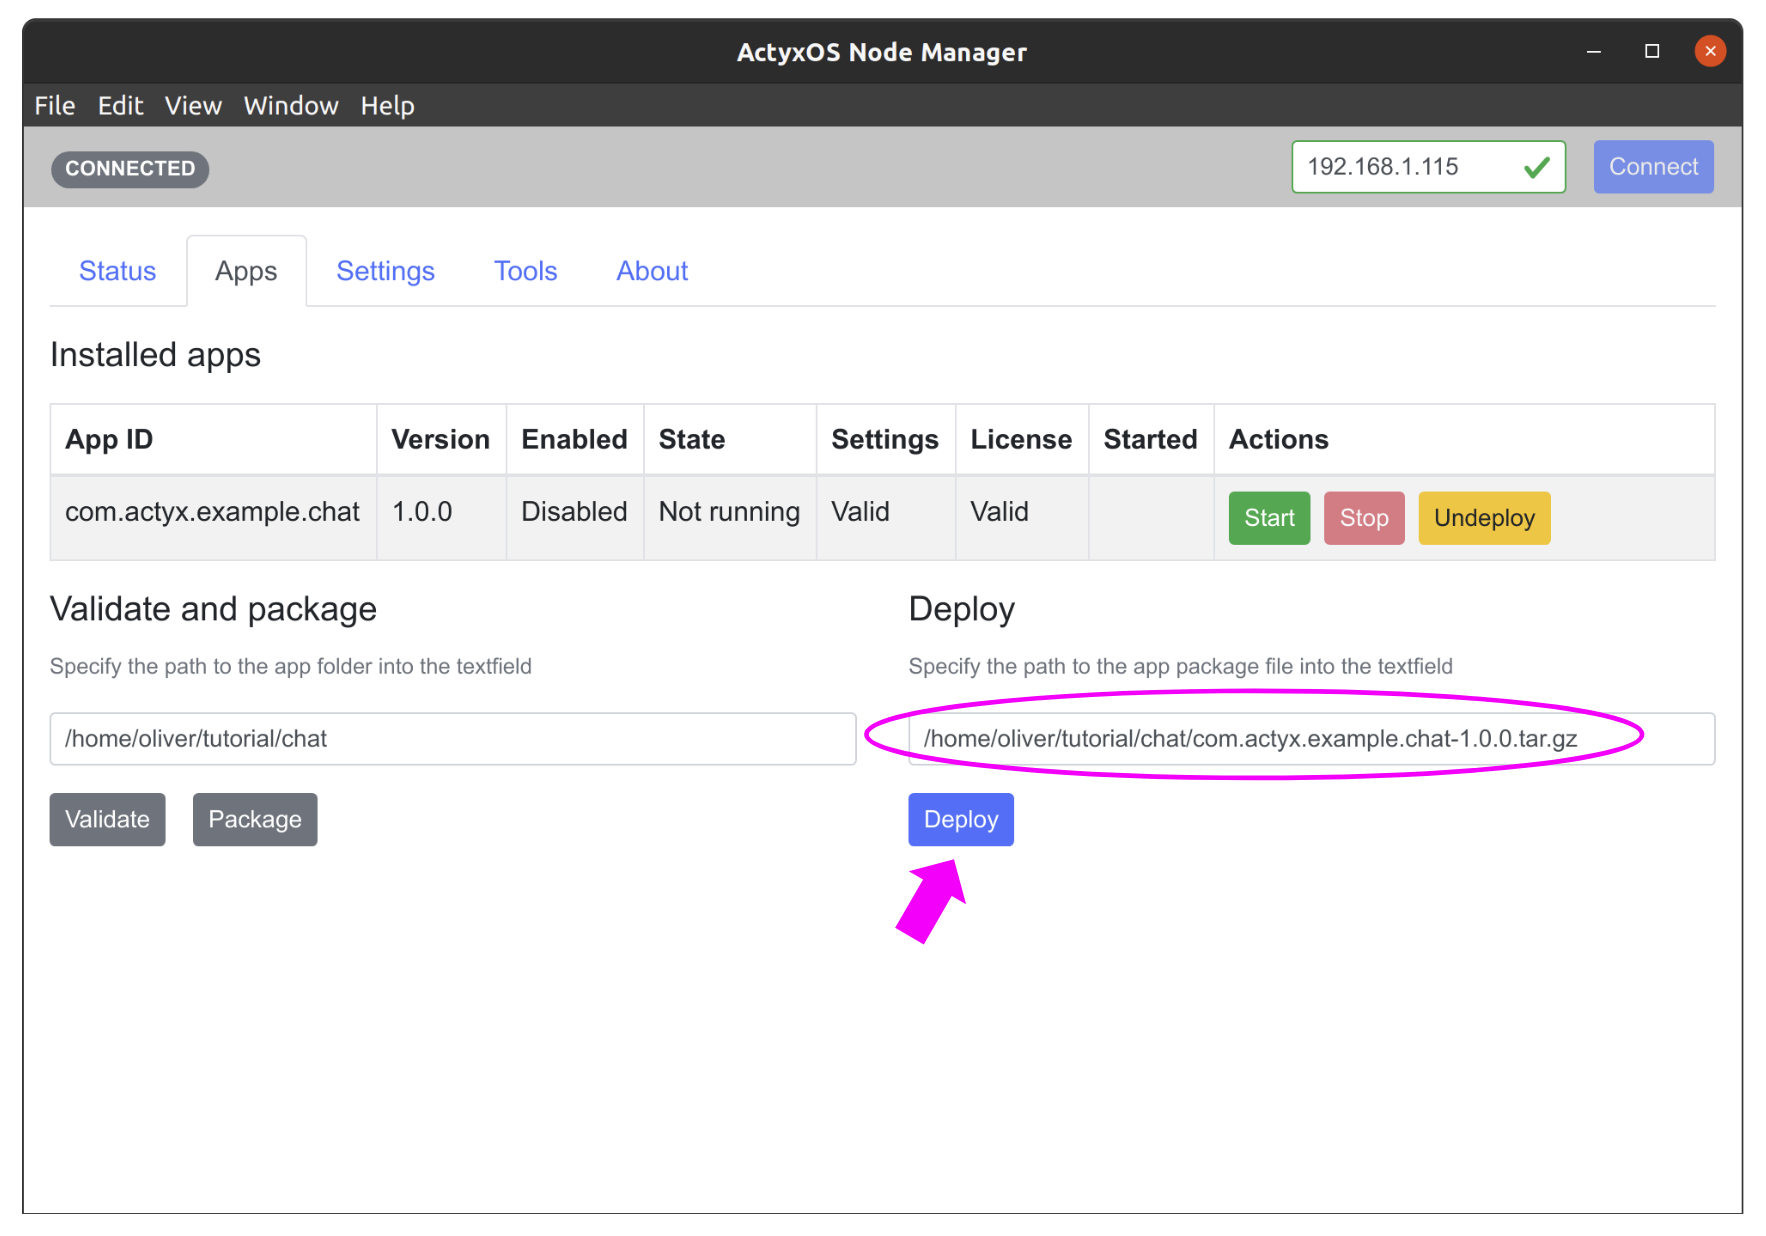 ActyxOS Node Manager
File Edit View Window Help
CONNECTED 192.168.1.115 Connect
Status Apps Settings Tools About
Installed apps
App ID Version Enabled State Settings License Started Actions
com.actyx.example.chat 1.0.0 Disabled Not running Valid Valid Start Stop Undeploy
Validate and package
Specify the path to the app folder into the textfield
/home/oliver/tutorial/chat
Validate Package
Deploy
Specify the path to the app package file into the textfield
/home/oliver/tutorial/chat/com.actyx.example.chat-1.0.0.tar.gz
Deploy